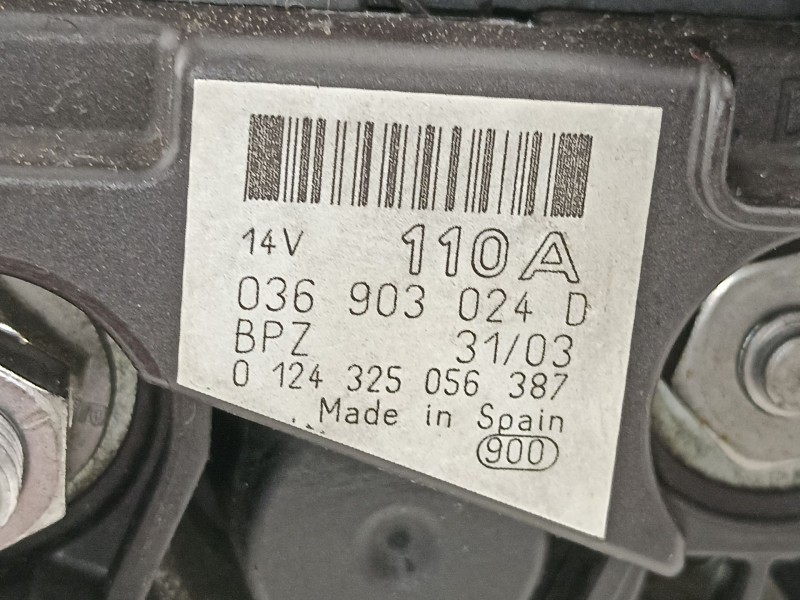 14V 110A
036 903 024 D
BPZ 31/03
0 124 325 056 387
Made in Spain
900